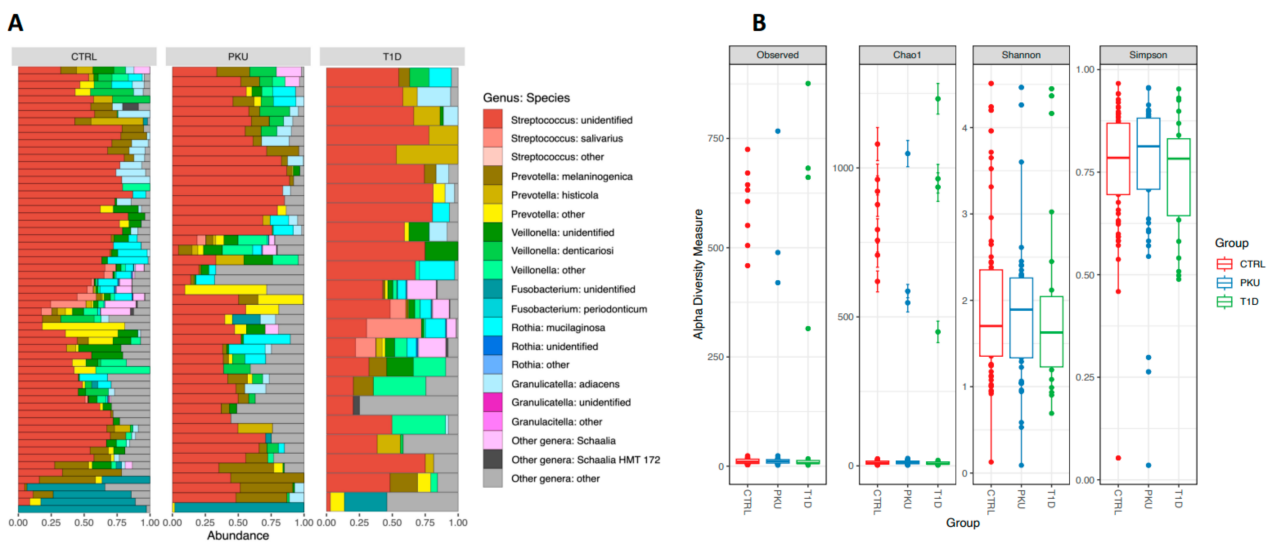 A
CTRL
PKU
T1D
0.00 0.25 0.50 0.75 1.00
0.00 0.25 0.50 0.75 1.00
0.00 0.25 0.50 0.75 1.00
Abundance
Genus: Species
Streptococcus: unidentified
Streptococcus: salivarius
Streptococcus: other
Prevotella: melaninogenica
Prevotella: histicola
Prevotella: other
Veillonella: unidentified
Veillonella: denticariosi
Veillonella: other
Fusobacterium: unidentified
Fusobacterium: periodonticum
Rothia: mucilaginosa
Rothia: unidentified
Rothia: other
Granulicatella: adiacens
Granulicatella: unidentified
Granulacitella: other
Other genera: Schaalia
Other genera: Schaalia HMT 172
Other genera: other
B
Alpha Diversity Measure
Observed
750
500
250
0
CTRL
PKU
T1D
Chao1
1000
500
0
CTRL
PKU
T1D
Shannon
4
3
2
1
0
CTRL
PKU
T1D
Simpson
1.00
0.75
0.50
0.25
0.00
CTRL
PKU
T1D
Group
Group
CTRL
PKU
T1D